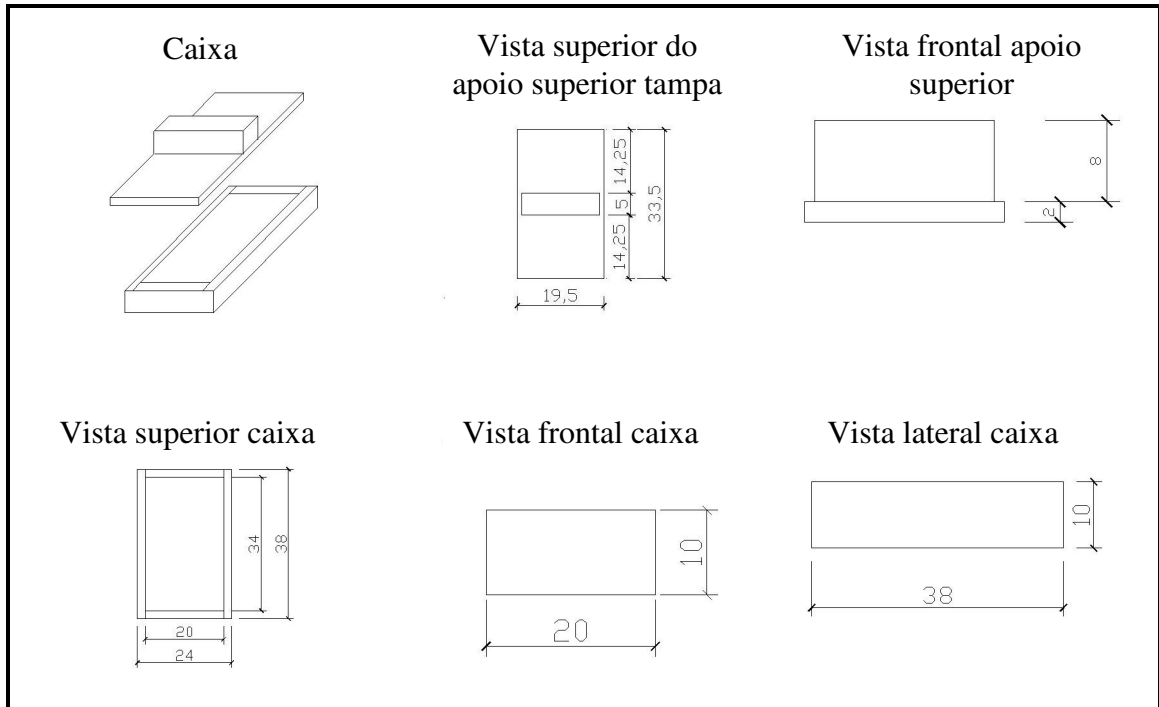 Caixa
Vista superior do
apoio superior tampa
14,25
5
14,25
33,5
19,5
Vista frontal apoio
superior
8
2
Vista superior caixa
34
38
20
24
Vista frontal caixa
10
20
Vista lateral caixa
10
38